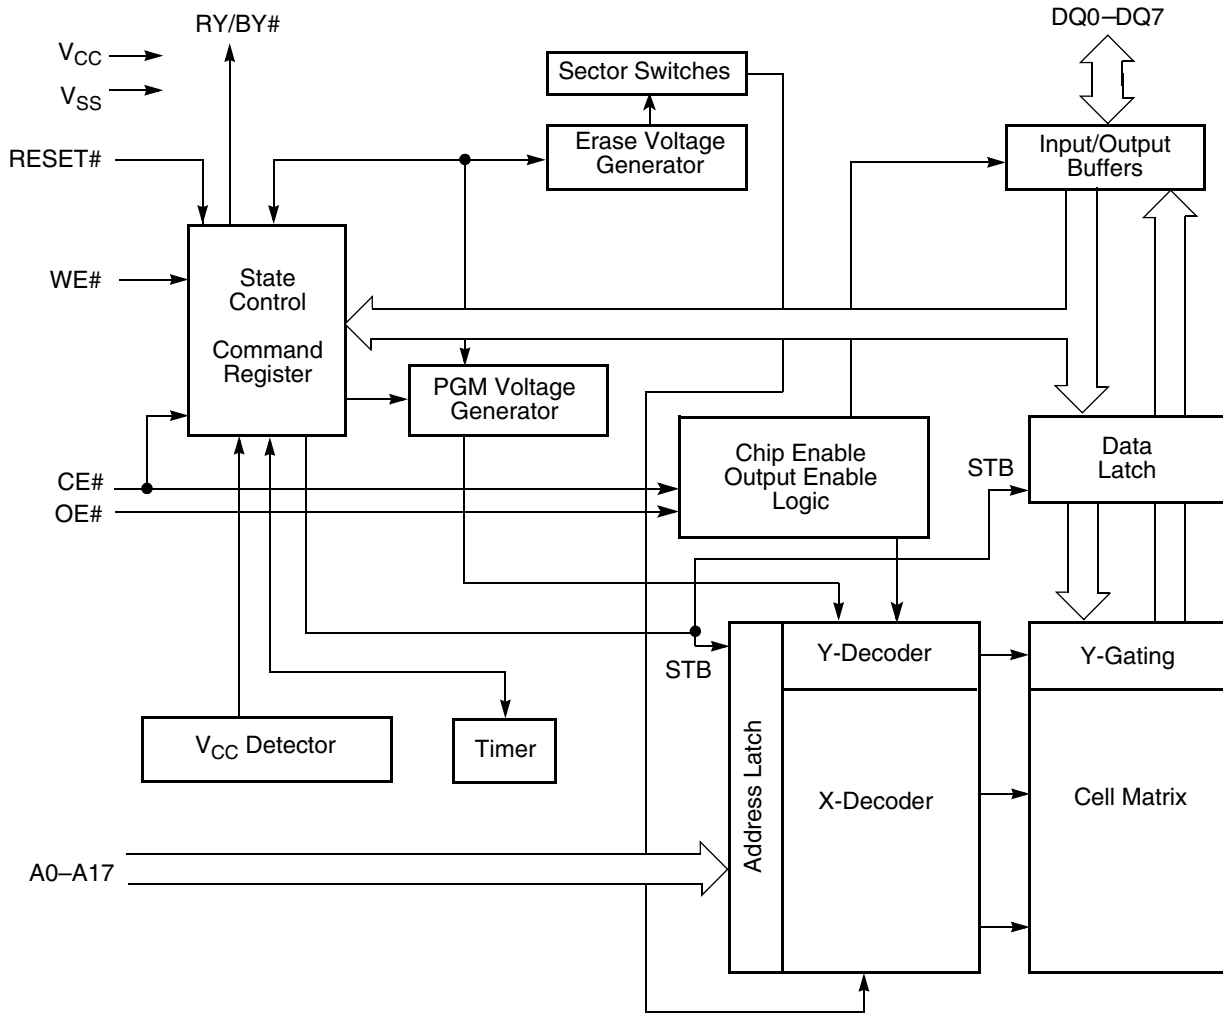 RY/BY#
DQ0–DQ7
VCC
VSS
Sector Switches
RESET#
Erase Voltage
Generator
Input/Output
Buffers
WE#
State
Control
Command
Register
PGM Voltage
Generator
CE#
OE#
Chip Enable
Output Enable
Logic
STB
Data
Latch
STB
Y-Decoder
Y-Gating
VCC Detector
Timer
Address Latch
X-Decoder
Cell Matrix
A0–A17